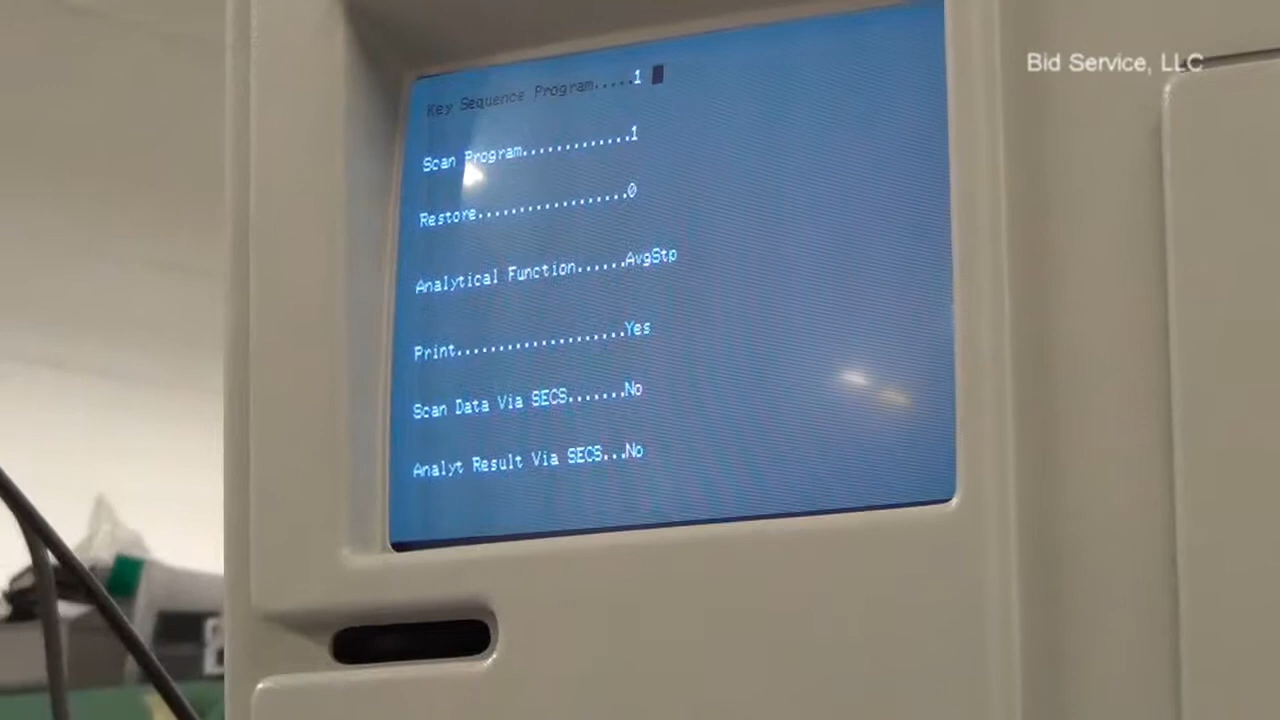 Bid Service, LLC
Key Sequence Program.....1
Scan Program.............1
Restore..................0
Analytical Function......AvgStp
Print....................Yes
Scan Data Via SECS.......No
Analyt Result Via SECS...No